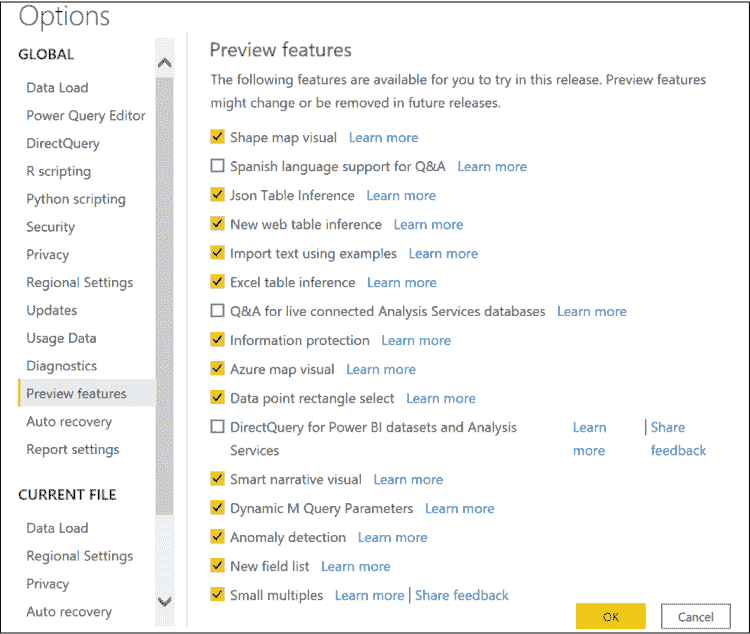 Options
GLOBAL
Data Load
Power Query Editor
DirectQuery
R scripting
Python scripting
Security
Privacy
Regional Settings
Updates
Usage Data
Diagnostics
Preview features
Auto recovery
Report settings
CURRENT FILE
Data Load
Regional Settings
Privacy
Auto recovery
Preview features
The following features are available for you to try in this release. Preview features
might change or be removed in future releases.
Shape map visual Learn more
Spanish language support for Q&A Learn more
Json Table Inference Learn more
New web table inference Learn more
Import text using examples Learn more
Excel table inference Learn more
Q&A for live connected Analysis Services databases Learn more
Information protection Learn more
Azure map visual Learn more
Data point rectangle select Learn more
DirectQuery for Power BI datasets and Analysis Learn | Share
Services more feedback
Smart narrative visual Learn more
Dynamic M Query Parameters Learn more
Anomaly detection Learn more
New field list Learn more
Small multiples Learn more | Share feedback
OK Cancel